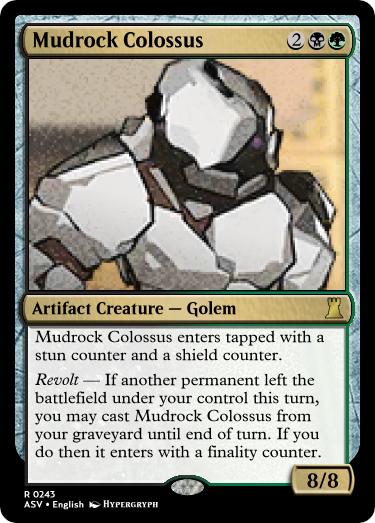 Mudrock Colossus 2
Artifact Creature — Golem
Mudrock Colossus enters tapped with a
stun counter and a shield counter.
Revolt — If another permanent left the
battlefield under your control this turn,
you may cast Mudrock Colossus from
your graveyard until end of turn. If you
do then it enters with a finality counter.
8/8
R 0243
ASV • English HYPERGRYPH